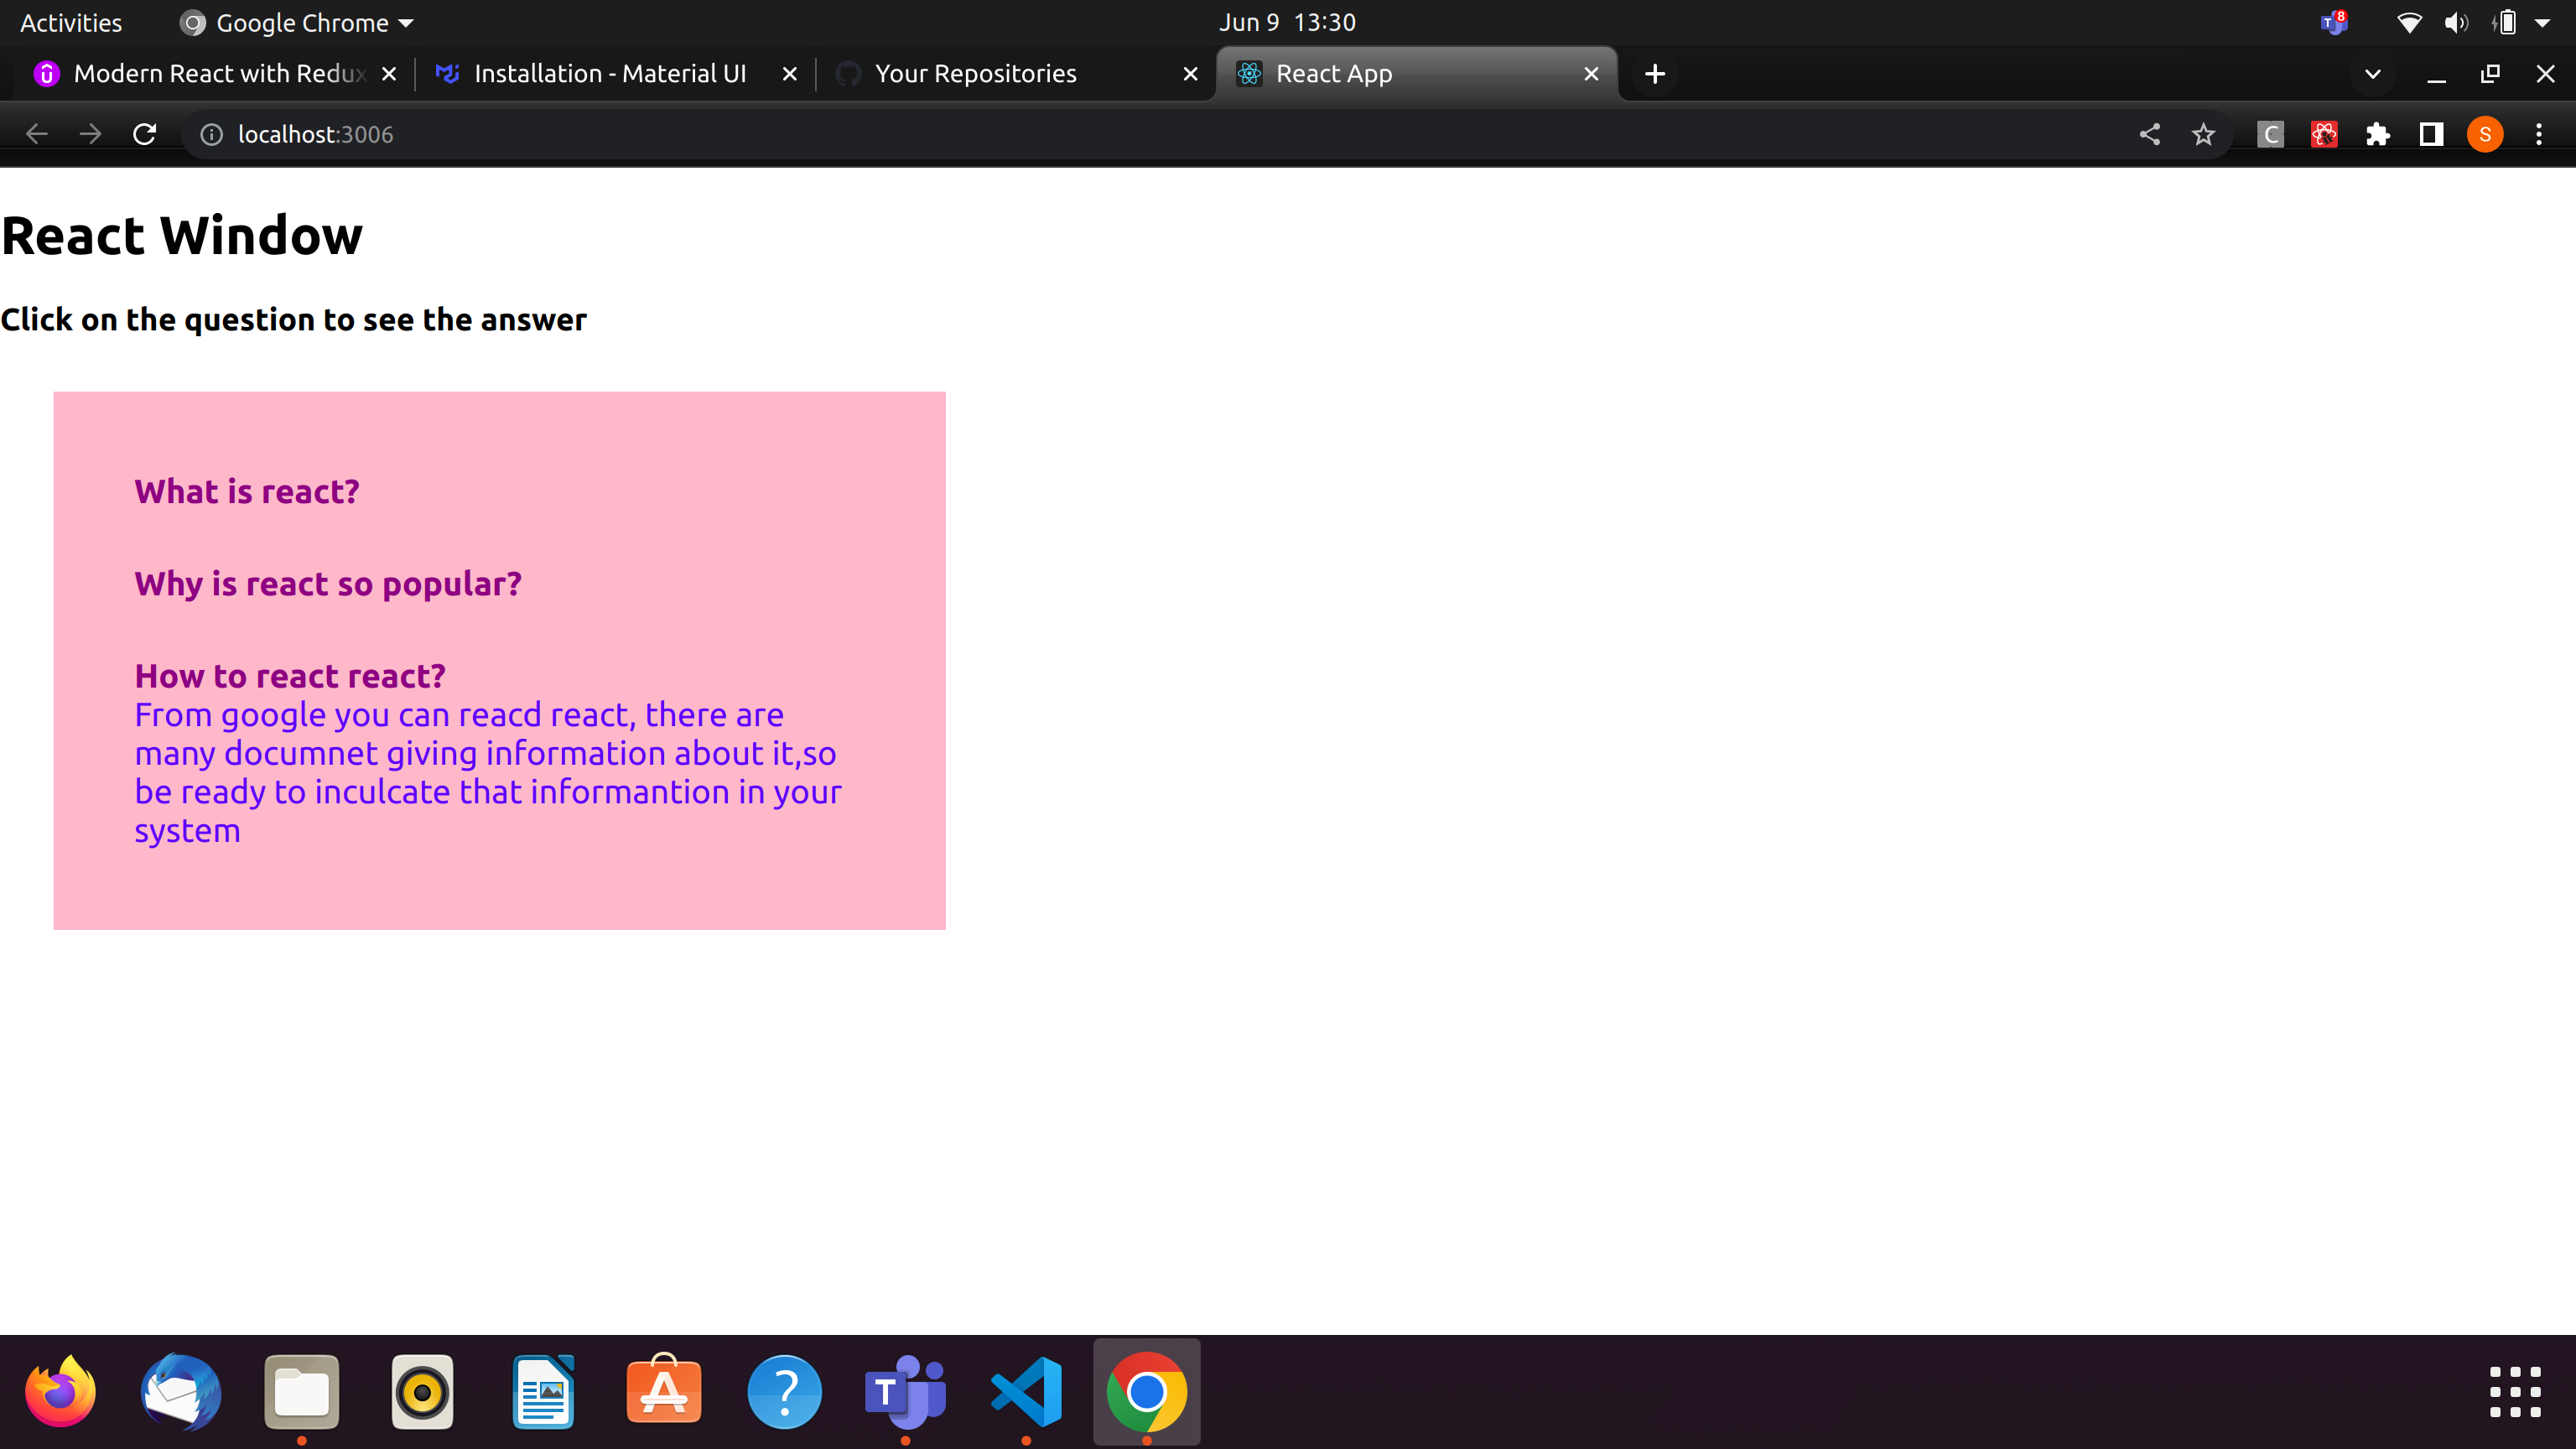 Activities Google Chrome Jun 9 13:30 8
Modern React with Redux Installation - Material UI Your Repositories React App
localhost:3006 C S
React Window
Click on the question to see the answer
What is react?
Why is react so popular?
How to react react?
From google you can reacd react, there are
many documnet giving information about it,so
be ready to inculcate that informantion in your
system